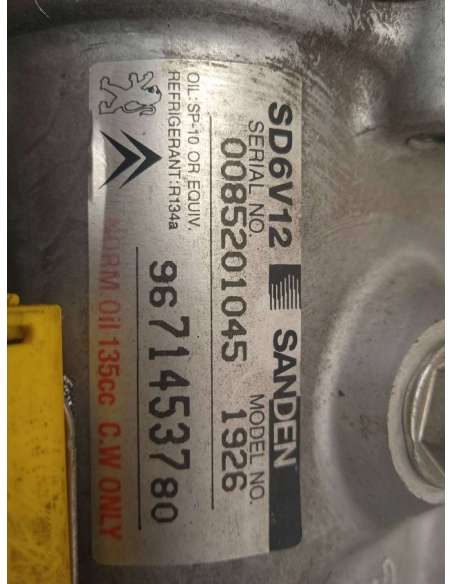 SD6V12 SANDEN
SERIAL NO. MODEL NO.
0085201045 1926
9671453780
OIL:SP-10 OR EQUIV.
REFRIGERANT:R134a
NORM Oil 135cc C.W ONLY